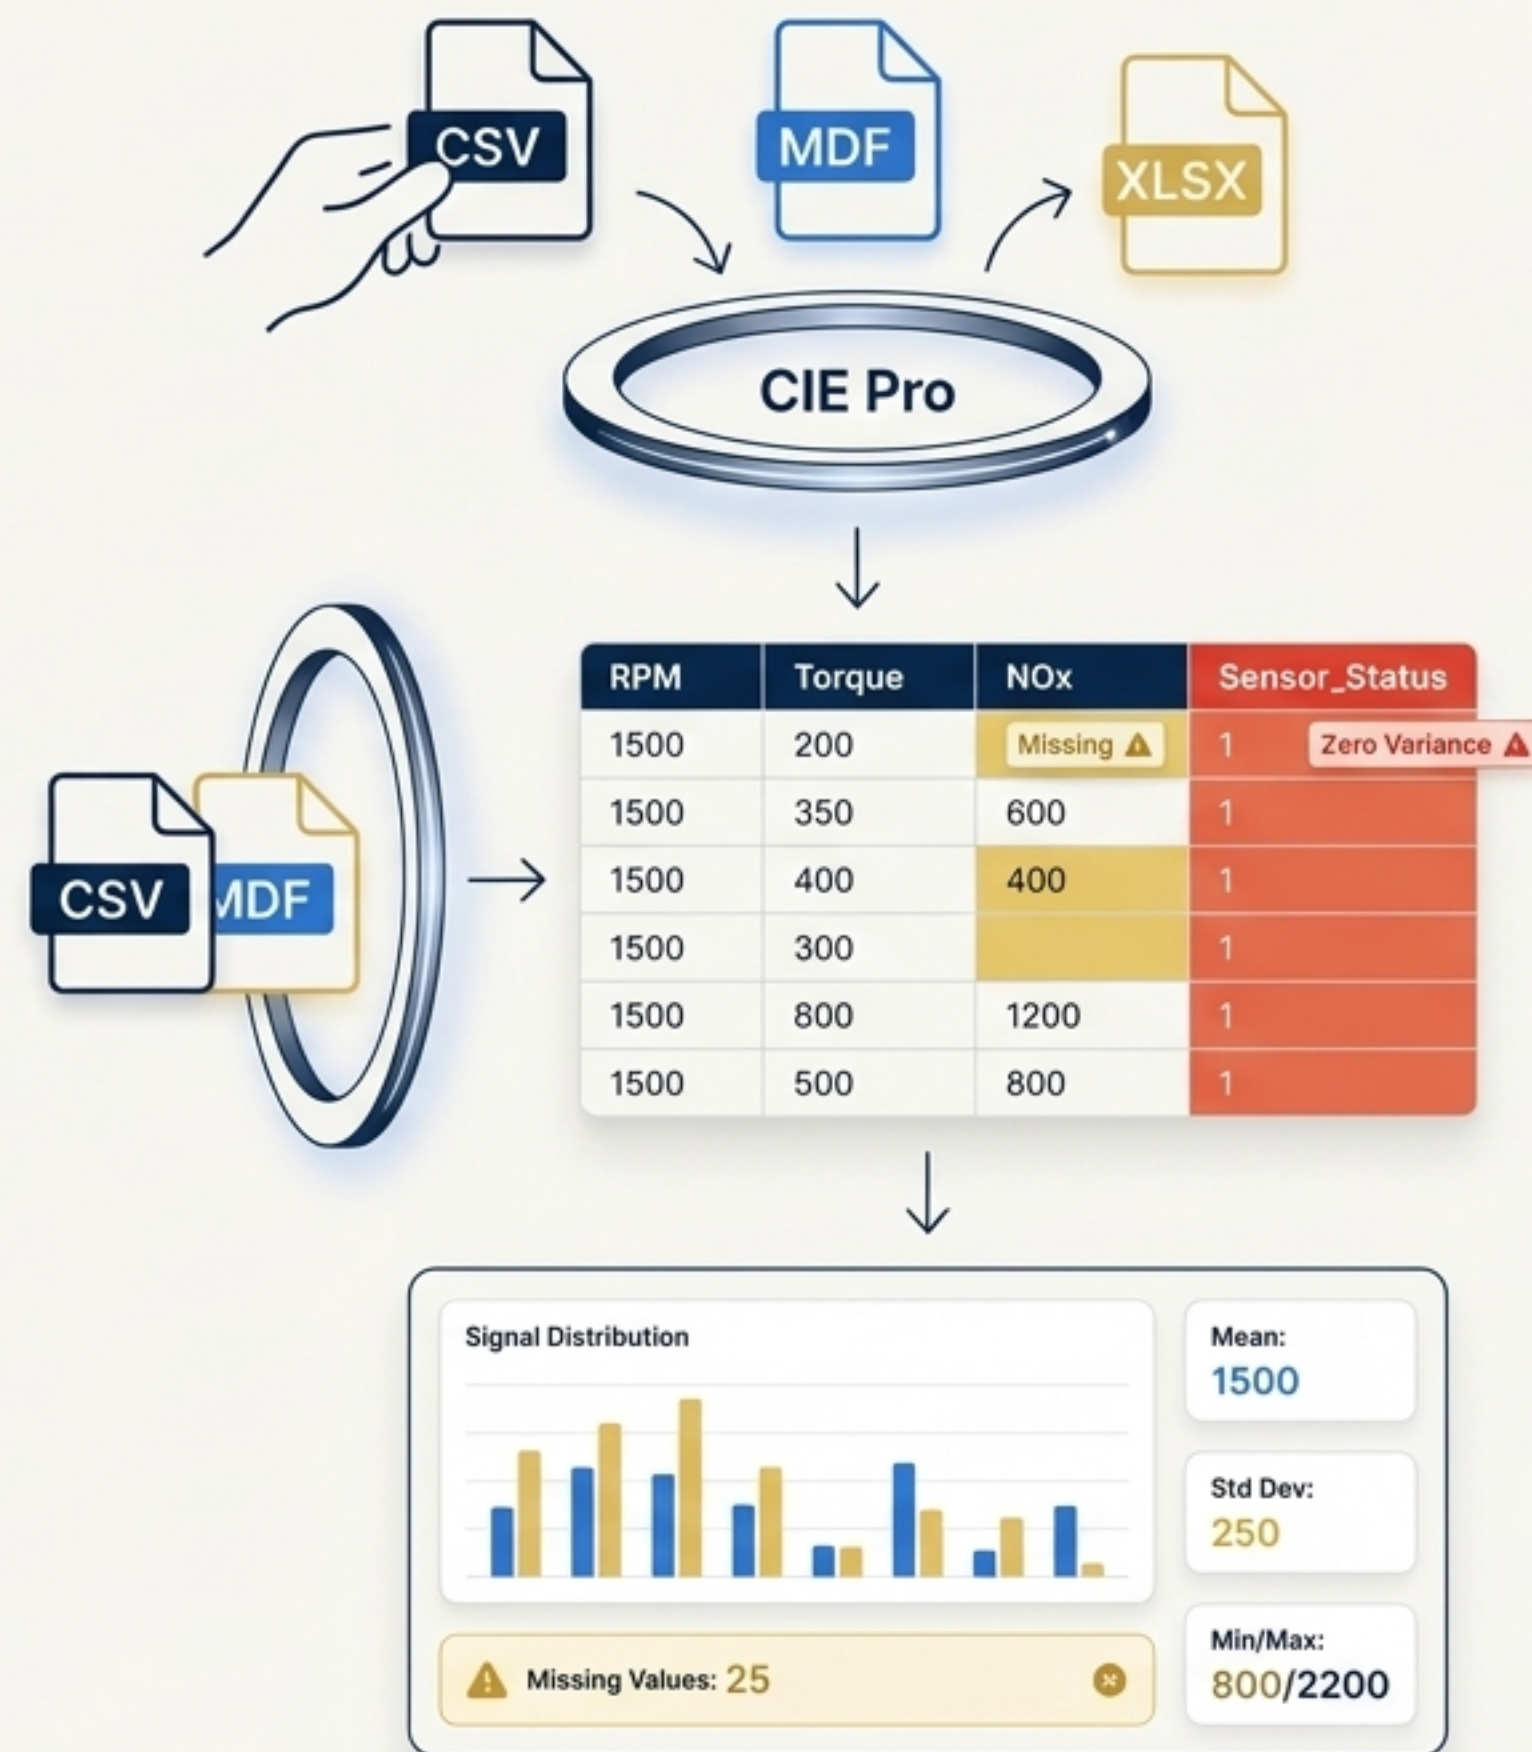 CSV
MDF
XLSX
CIE Pro
CSV
MDF
RPM Torque NOx Sensor_Status
1500 200 Missing 1 Zero Variance
1500 350 600 1
1500 400 400 1
1500 300 1
1500 800 1200 1
1500 500 800 1
Signal Distribution
Mean:
1500
Std Dev:
250
Missing Values: 25
Min/Max:
800/2200